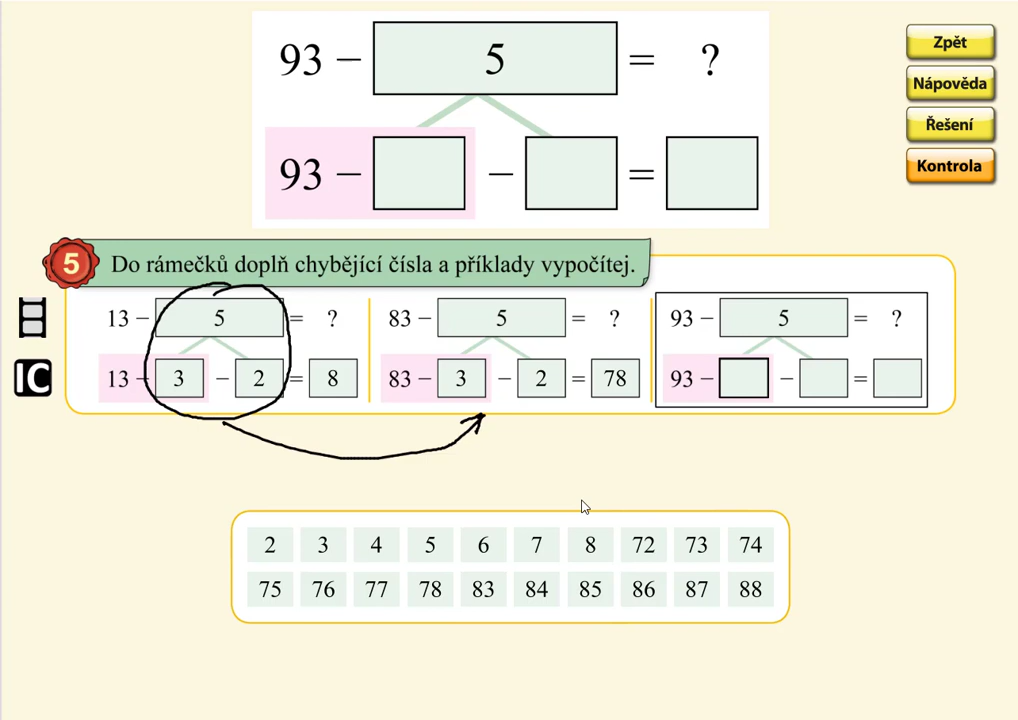 93 − 5 = ?
93 − − =
Zpět
Nápověda
Řešení
Kontrola
5 Do rámečků doplň chybějící čísla a příklady vypočítej.
13 − 5 = ?
13 − 3 − 2 = 8
83 − 5 = ?
83 − 3 − 2 = 78
93 − 5 = ?
93 − − =
IC
2 3 4 5 6 7 8 72 73 74
75 76 77 78 83 84 85 86 87 88